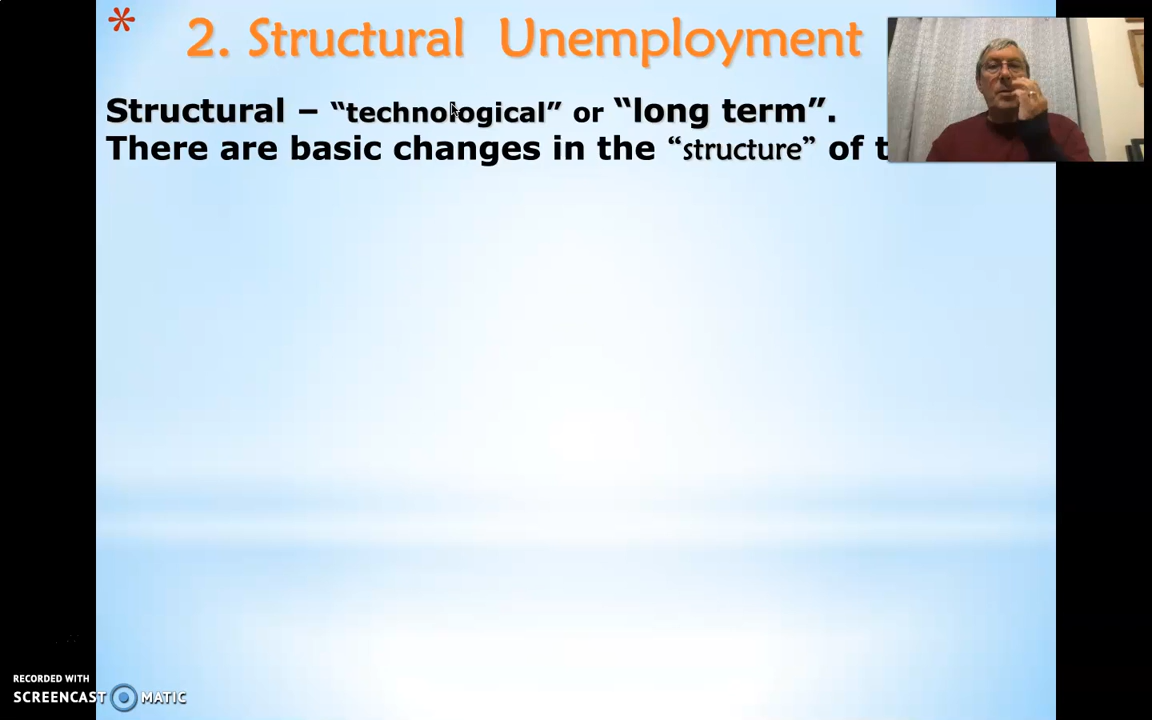 * 2. Structural Unemployment
Structural – “technological” or “long term”.
There are basic changes in the “structure” of t
RECORDED WITH
SCREENCAST MATIC